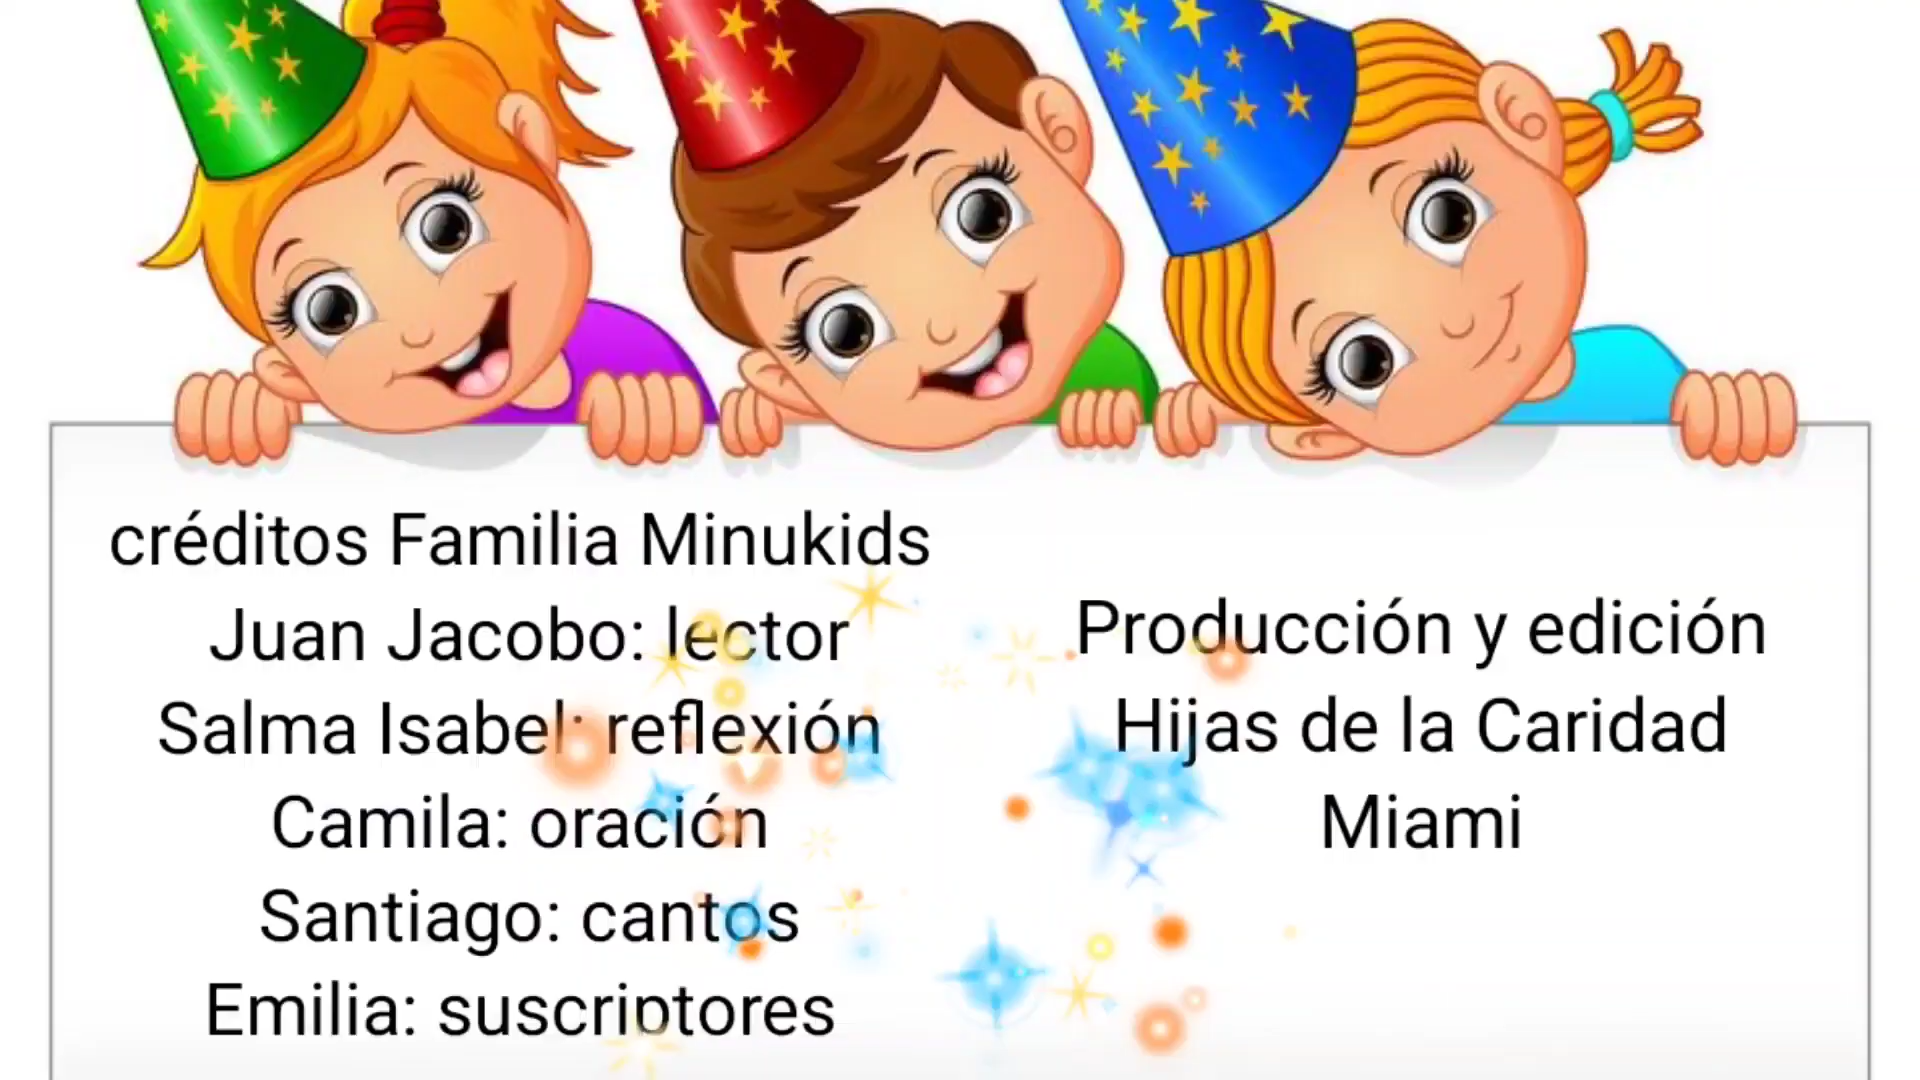 créditos Familia Minukids
Juan Jacobo: lector
Salma Isabel: reflexión
Camila: oración
Santiago: cantos
Emilia: suscriptores
Producción y edición
Hijas de la Caridad
Miami